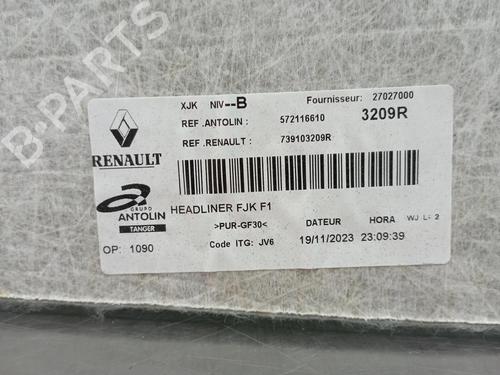 B-PARTS
XJK NIV--B Fournisseur: 27027000
REF .ANTOLIN : 572116610 3209R
REF .RENAULT : 739103209R
RENAULT
GRUPO
ANTOLIN
TANGER
HEADLINER FJK F1
>PUR-GF30< DATEUR HORA WJ L: 2
OP: 1090 Code ITG: JV6 19/11/2023 23:09:39